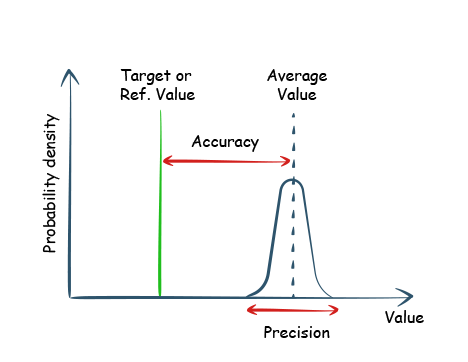 Target or
Ref. Value
Average
Value
Accuracy
Probability density
Value
Precision